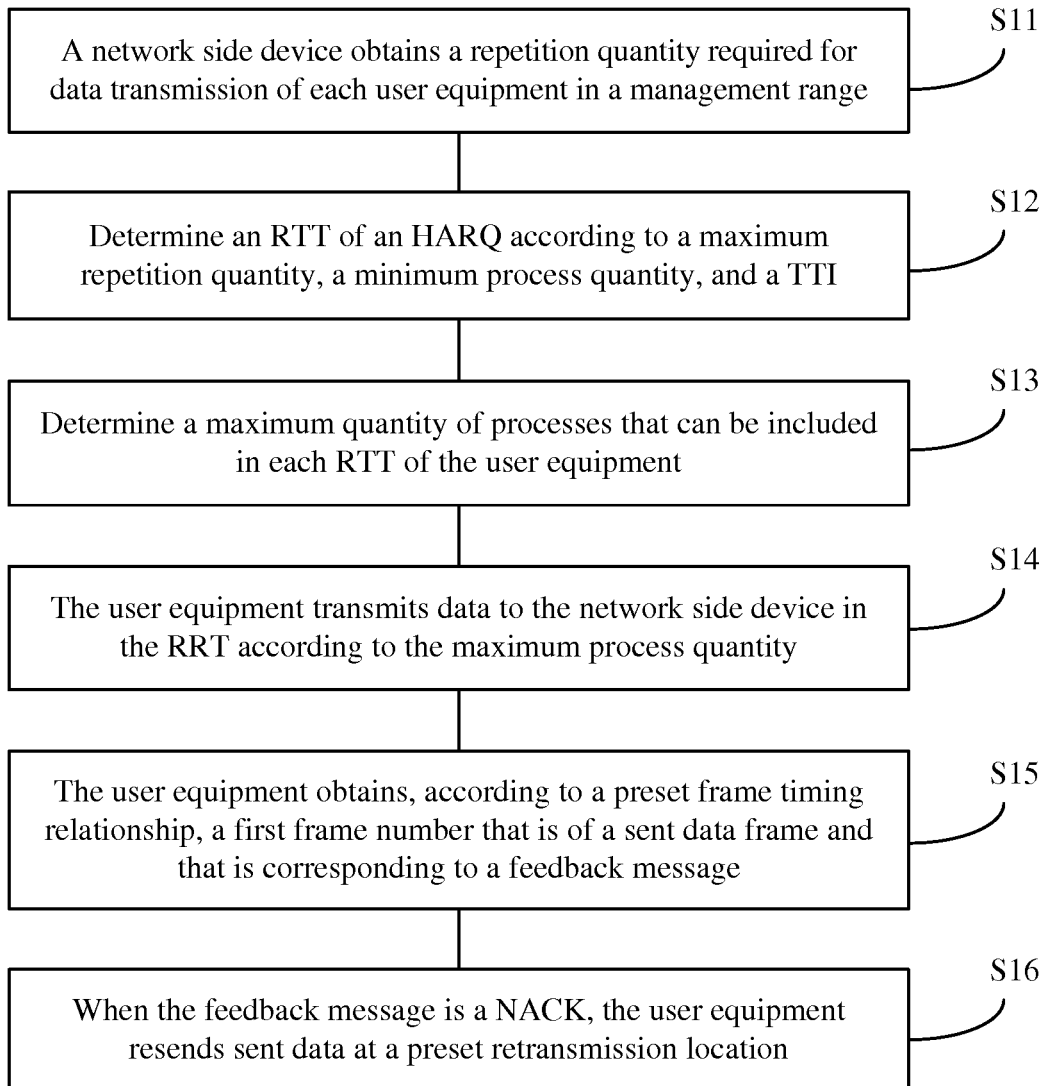 S11
A network side device obtains a repetition quantity required for
data transmission of each user equipment in a management range
S12
Determine an RTT of an HARQ according to a maximum
repetition quantity, a minimum process quantity, and a TTI
S13
Determine a maximum quantity of processes that can be included
in each RTT of the user equipment
S14
The user equipment transmits data to the network side device in
the RRT according to the maximum process quantity
S15
The user equipment obtains, according to a preset frame timing
relationship, a first frame number that is of a sent data frame and
that is corresponding to a feedback message
S16
When the feedback message is a NACK, the user equipment
resends sent data at a preset retransmission location